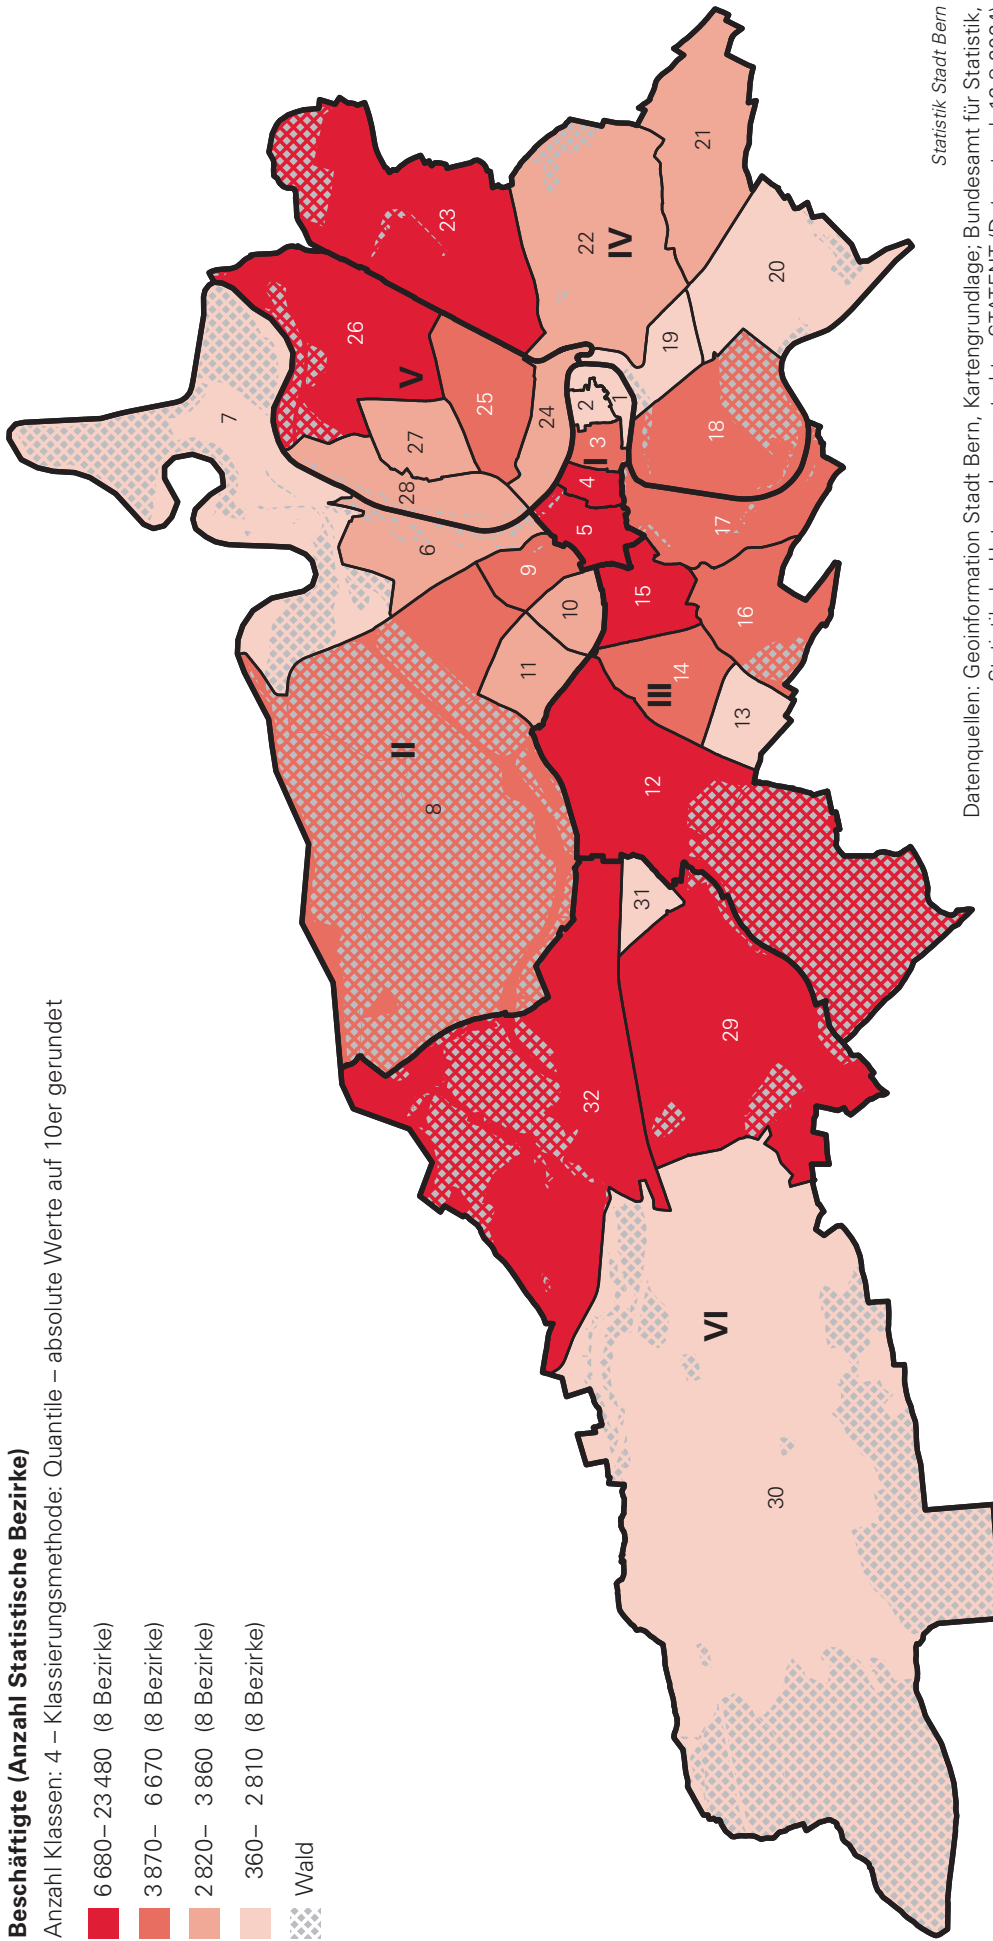 Beschäftigte (Anzahl Statistische Bezirke)
Anzahl Klassen: 4 – Klassierungsmethode: Quantile – absolute Werte auf 10er gerundet
6 680–23 480 (8 Bezirke)
3 870– 6 670 (8 Bezirke)
2 820– 3 860 (8 Bezirke)
360– 2 810 (8 Bezirke)
Wald
7
26
23
V
25
27
28
24
22
IV
21
20
19
18
2
1
3
I
4
5
6
9
10
11
17
15
16
14
III
13
12
II
8
31
32
29
VI
30
Statistik Stadt Bern
Datenquellen: Geoinformation Stadt Bern, Kartengrundlage; Bundesamt für Statistik,